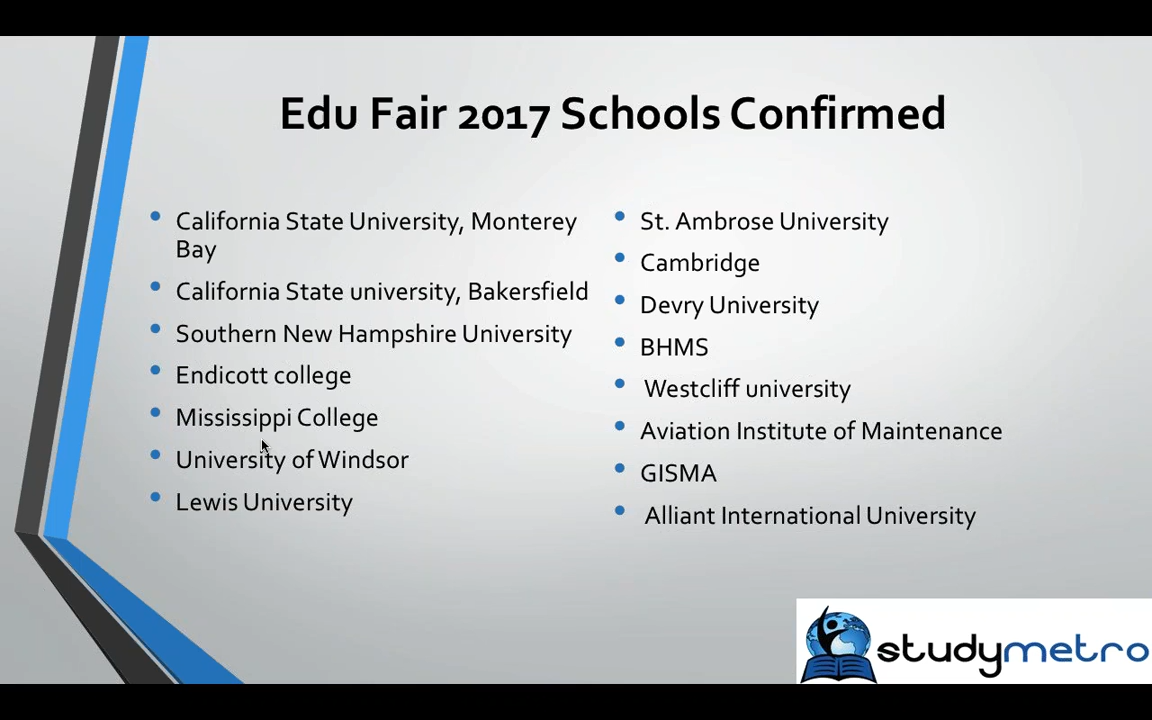 Edu Fair 2017 Schools Confirmed
California State University, Monterey
Bay
California State university, Bakersfield
Southern New Hampshire University
Endicott college
Mississippi College
University of Windsor
Lewis University
St. Ambrose University
Cambridge
Devry University
BHMS
Westcliff university
Aviation Institute of Maintenance
GISMA
Alliant International University
studymetro